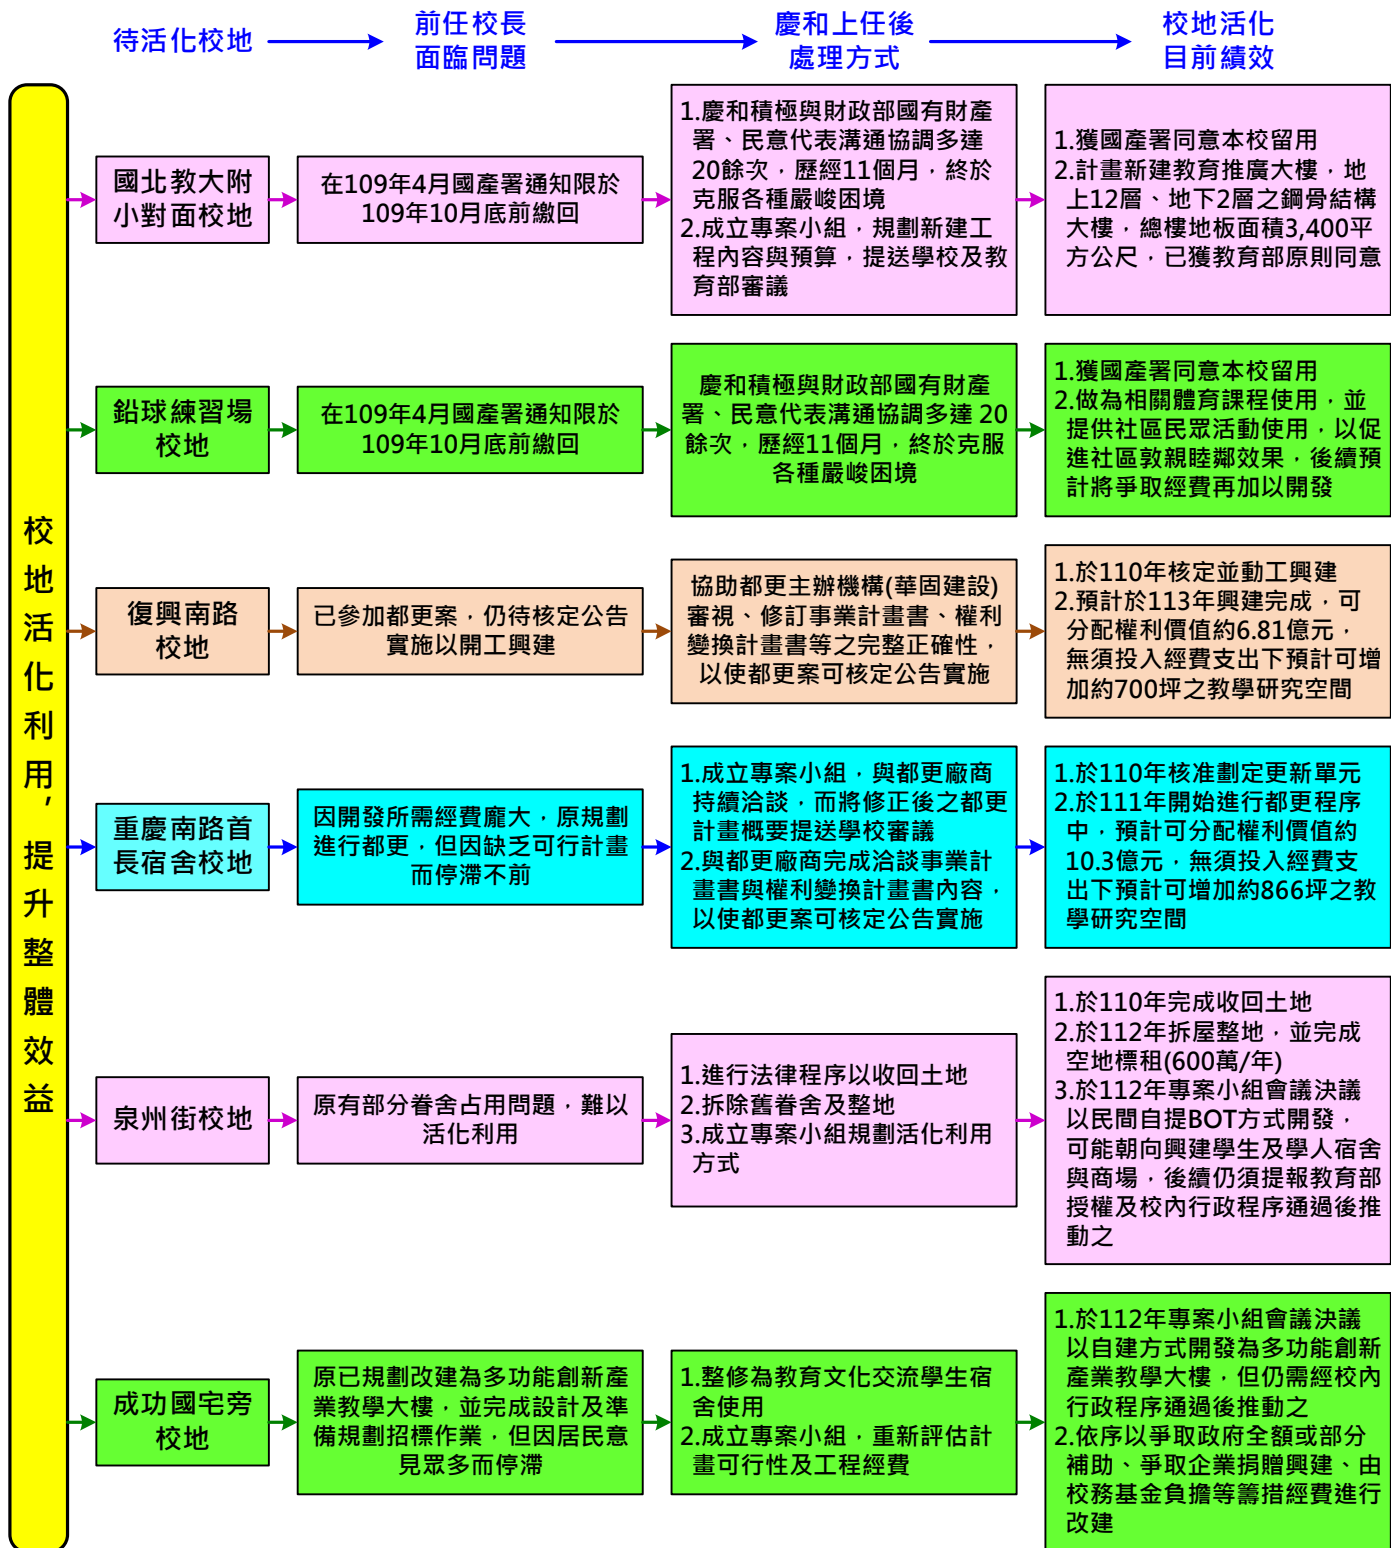 待活化校地
前任校長
面臨問題
慶和上任後
處理方式
校地活化
目前績效
校地活化利用，提升整體效益
國北教大附
小對面校地
在109年4月國產署通知限於
109年10月底前繳回
1.慶和積極與財政部國有財產
署、民意代表溝通協調多達
20餘次，歷經11個月，終於
克服各種嚴峻困境
2.成立專案小組，規劃新建工
程內容與預算，提送學校及教
育部審議
1.獲國產署同意本校留用
2.計畫新建教育推廣大樓，地
上12層、地下2層之鋼骨結構
大樓，總樓地板面積3,400平
方公尺，已獲教育部原則同意
鉛球練習場
校地
在109年4月國產署通知限於
109年10月底前繳回
慶和積極與財政部國有財產
署、民意代表溝通協調多達 20
餘次，歷經11個月，終於克服
各種嚴峻困境
1.獲國產署同意本校留用
2.做為相關體育課程使用，並
提供社區民眾活動使用，以促
進社區敦親睦鄰效果，後續預
計將爭取經費再加以開發
復興南路
校地
已參加都更案，仍待核定公告
實施以開工興建
協助都更主辦機構(華固建設)
審視、修訂事業計畫書、權利
變換計畫書等之完整正確性，
以使都更案可核定公告實施
1.於110年核定並動工興建
2.預計於113年興建完成，可
分配權利價值約6.81億元，
無須投入經費支出下預計可增
加約700坪之教學研究空間
重慶南路首
長宿舍校地
因開發所需經費龐大，原規劃
進行都更，但因缺乏可行計畫
而停滯不前
1.成立專案小組，與都更廠商
持續洽談，而將修正後之都更
計畫概要提送學校審議
2.與都更廠商完成洽談事業計
畫書與權利變換計畫書內容，
以使都更案可核定公告實施
1.於110年核准劃定更新單元
2.於111年開始進行都更程序
中，預計可分配權利價值約
10.3億元，無須投入經費支
出下預計可增加約866坪之教
學研究空間
泉州街校地
原有部分眷舍占用問題，難以
活化利用
1.進行法律程序以收回土地
2.拆除舊眷舍及整地
3.成立專案小組規劃活化利用
方式
1.於110年完成收回土地
2.於112年拆屋整地，並完成
空地標租(600萬/年)
3.於112年專案小組會議決議
以民間自提BOT方式開發，
可能朝向興建學生及學人宿舍
與商場，後續仍須提報教育部
授權及校內行政程序通過後推
動之
成功國宅旁
校地
原已規劃改建為多功能創新產
業教學大樓，並完成設計及準
備規劃招標作業，但因居民意
見眾多而停滯
1.整修為教育文化交流學生宿
舍使用
2.成立專案小組，重新評估計
畫可行性及工程經費
1.於112年專案小組會議決議
以自建方式開發為多功能創新
產業教學大樓，但仍需經校內
行政程序通過後推動之
2.依序以爭取政府全額或部分
補助、爭取企業捐贈興建、由
校務基金負擔等籌措經費進行
改建